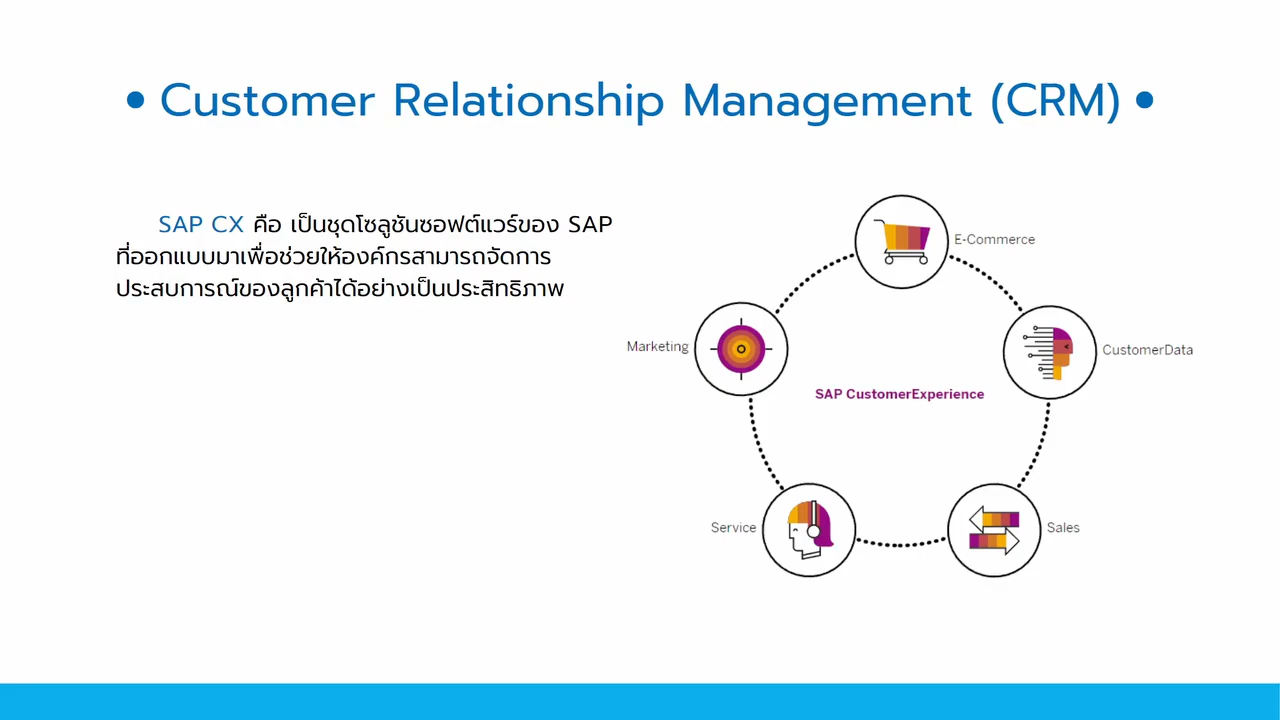 • Customer Relationship Management (CRM) •
SAP CX คือ เป็นชุดโซลูชันซอฟต์แวร์ของ SAP
ที่ออกแบบมาเพื่อช่วยให้องค์กรสามารถจัดการ
ประสบการณ์ของลูกค้าได้อย่างเป็นประสิทธิภาพ
E-Commerce
Marketing
CustomerData
SAP CustomerExperience
Service
Sales